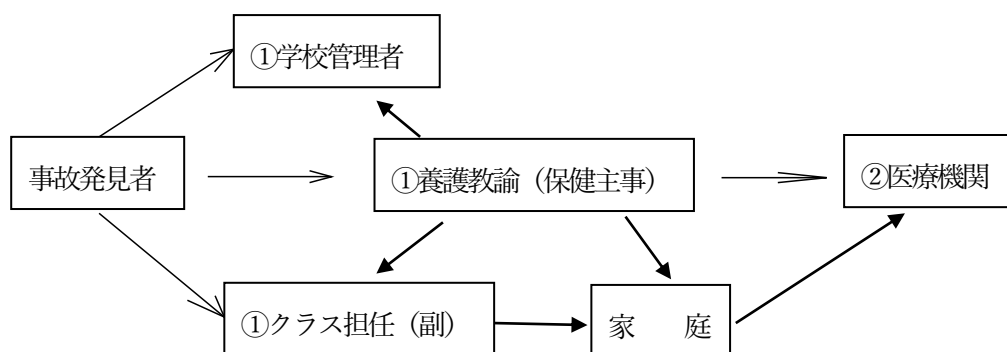 ①学校管理者
事故発見者
①養護教諭（保健主事）
②医療機関
①クラス担任（副）
家　　庭